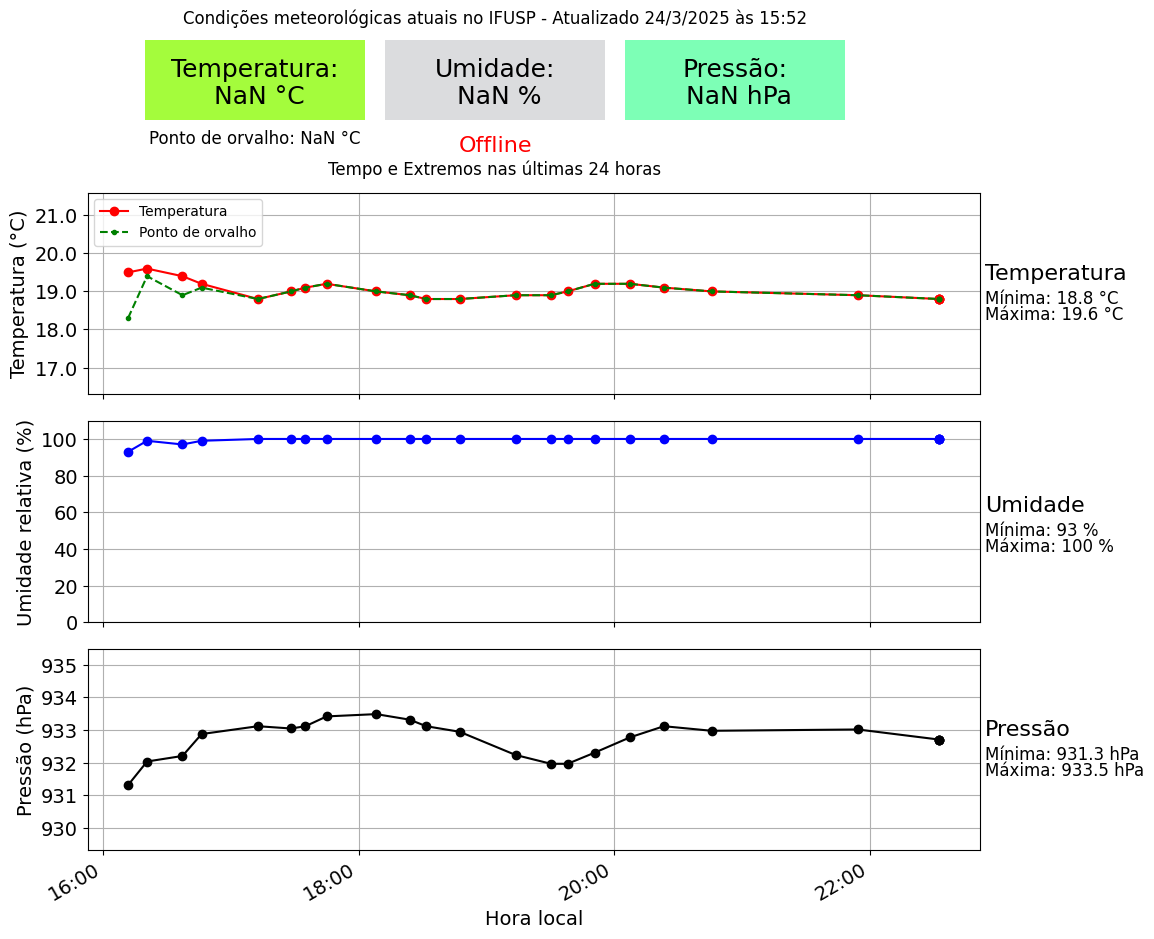 Condições meteorológicas atuais no IFUSP - Atualizado 24/3/2025 às 15:52
Temperatura:
NaN °C
Umidade:
NaN %
Pressão:
NaN hPa
Ponto de orvalho: NaN °C
Offline
Tempo e Extremos nas últimas 24 horas
Temperatura (°C)
21.0
20.0
19.0
18.0
17.0
Temperatura
Ponto de orvalho
Temperatura
Mínima: 18.8 °C
Máxima: 19.6 °C
Umidade relativa (%)
100
80
60
40
20
0
Umidade
Mínima: 93 %
Máxima: 100 %
Pressão (hPa)
935
934
933
932
931
930
Pressão
Mínima: 931.3 hPa
Máxima: 933.5 hPa
16:00
18:00
20:00
22:00
Hora local